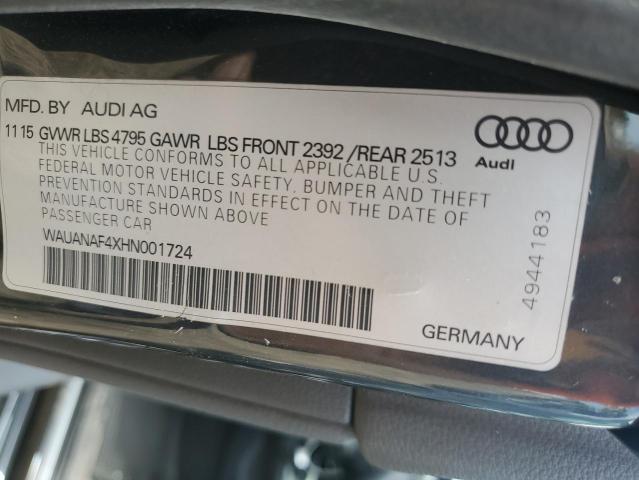 MFD. BY AUDI AG
11 15 GVWR LBS 4795 GAWR LBS FRONT 2392 /REAR 2513
THIS VEHICLE CONFORMS TO ALL APPLICABLE U.S.
FEDERAL MOTOR VEHICLE SAFETY, BUMPER AND THEFT
PREVENTION STANDARDS IN EFFECT ON THE DATE OF
MANUFACTURE SHOWN ABOVE
PASSENGER CAR
WAUANAF4XHN001724
Audi
4944183
GERMANY